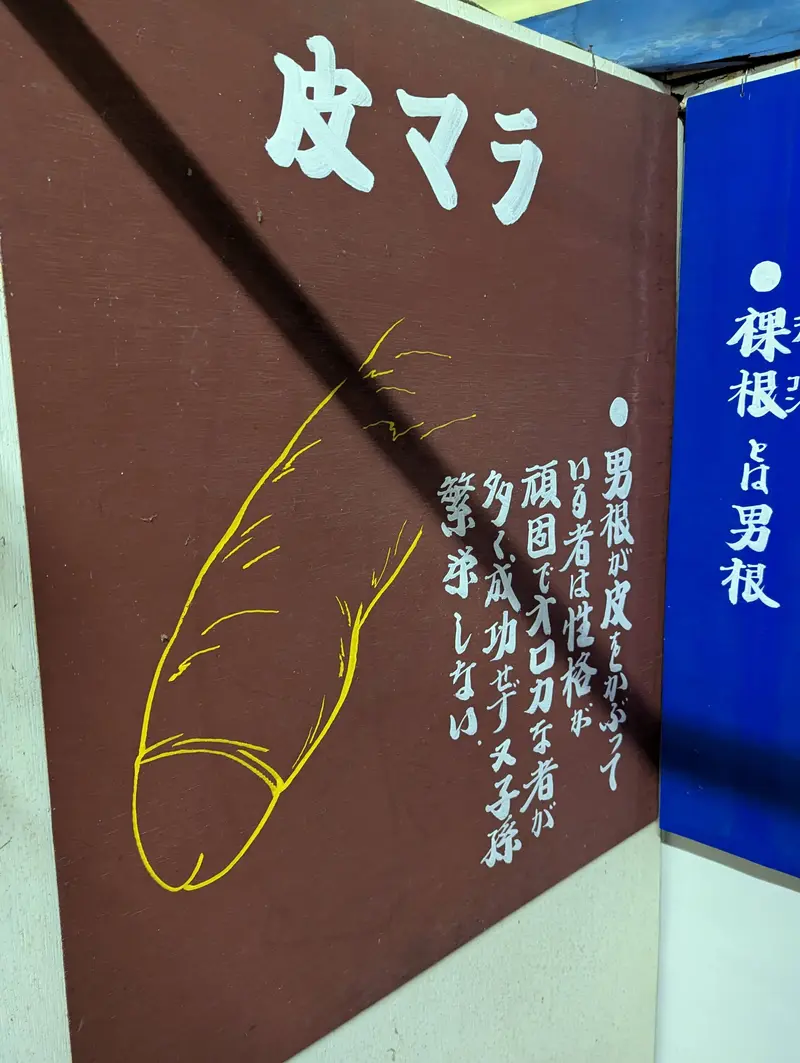 皮マラ
●男根が皮をかぶって
いる者は性格が
頑固でオロカな者が
多く、成功せずヌ子孫
繁栄しない。
●裸根とは男根